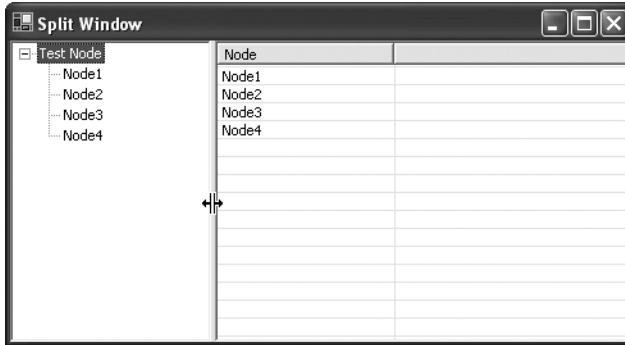 Split Window
Test Node
Node1
Node2
Node3
Node4
Node
Node1
Node2
Node3
Node4